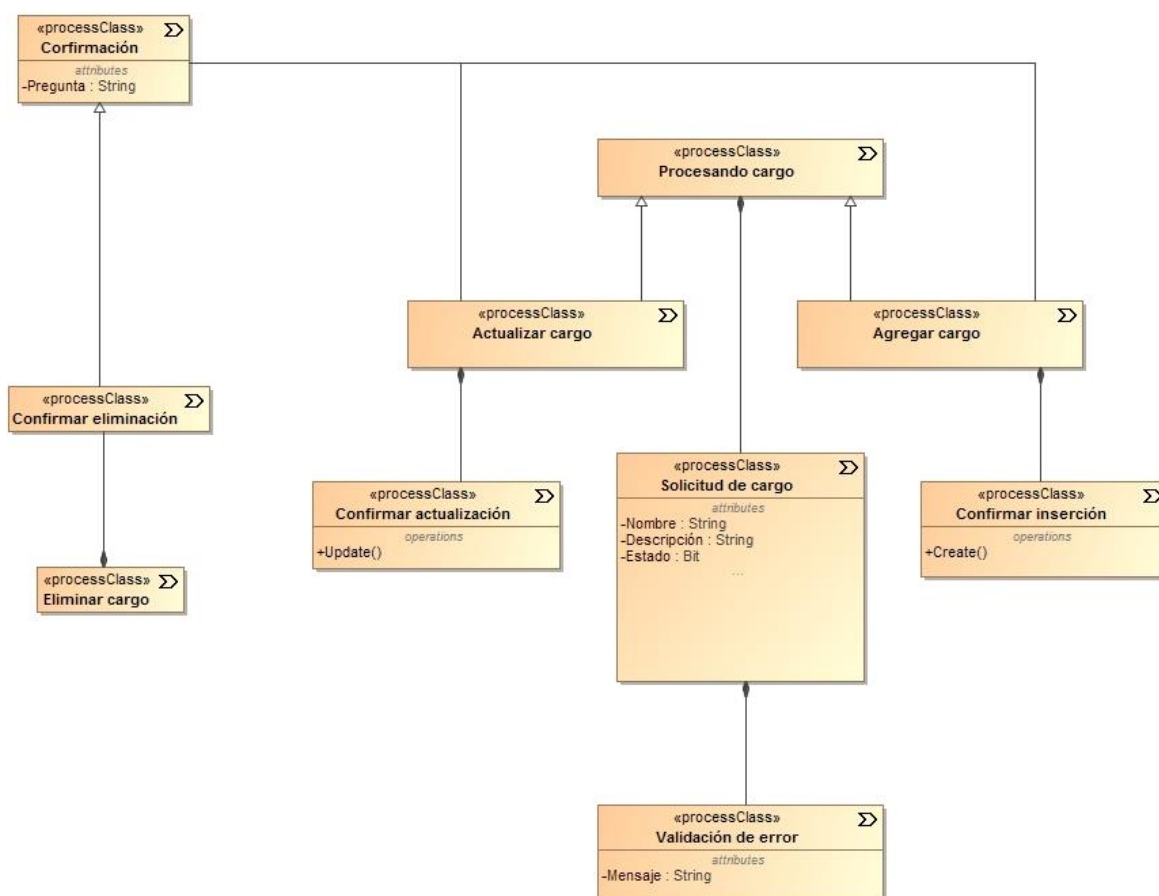 «processClass»
Corfirmación
attributes
-Pregunta : String
«processClass»
Procesando cargo
«processClass»
Actualizar cargo
«processClass»
Agregar cargo
«processClass»
Confirmar eliminación
«processClass»
Solicitud de cargo
attributes
-Nombre : String
-Descripción : String
-Estado : Bit
...
«processClass»
Confirmar actualización
operations
+Update()
«processClass»
Confirmar inserción
operations
+Create()
«processClass»
Eliminar cargo
«processClass»
Validación de error
attributes
-Mensaje : String